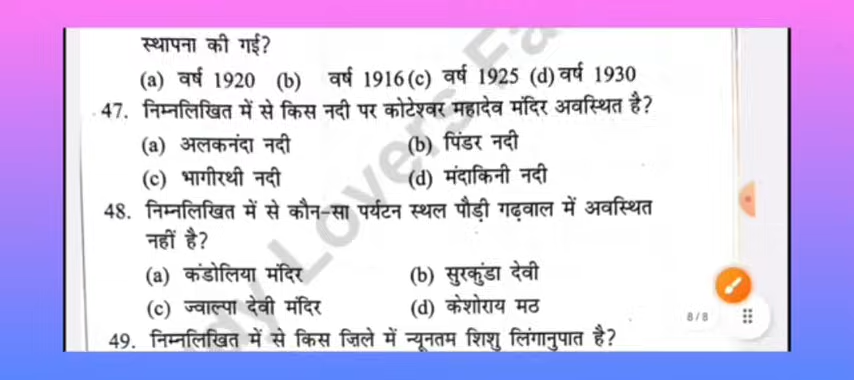 स्थापना की गई?
(a) वर्ष 1920 (b) वर्ष 1916 (c) वर्ष 1925 (d) वर्ष 1930
47. निम्नलिखित में से किस नदी पर कोटेश्वर महादेव मंदिर अवस्थित है?
(a) अलकनंदा नदी (b) पिंडर नदी
(c) भागीरथी नदी (d) मंदाकिनी नदी
48. निम्नलिखित में से कौन-सा पर्यटन स्थल पौड़ी गढ़वाल में अवस्थित
नहीं है?
(a) कंडोलिया मंदिर (b) सुरकुंडा देवी
(c) ज्वाल्पा देवी मंदिर (d) केशोराय मठ
8/8
49. निम्नलिखित में से किस ज़िले में न्यूनतम शिशु लिंगानुपात है?
Lovers